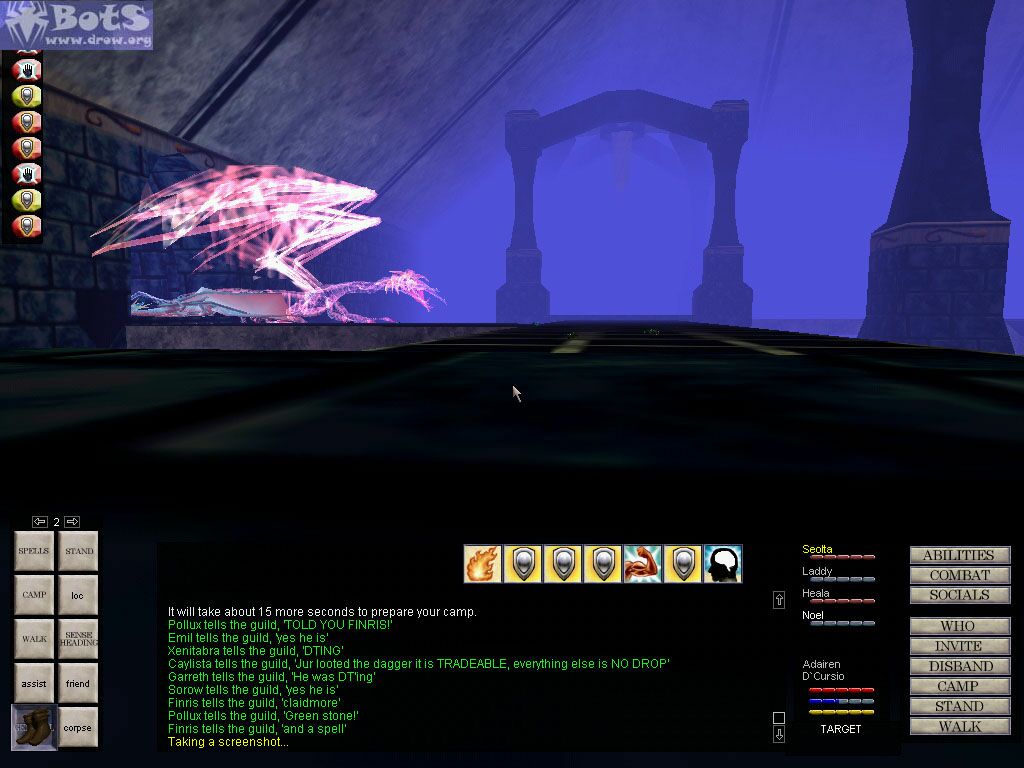 BotS
www.drow.org
2
SPELLS
STAND
CAMP
loc
WALK
SENSE
HEADING
assist
friend
corpse
It will take about 15 more seconds to prepare your camp.
Pollux tells the guild, 'TOLD YOU FINRIS!'
Emil tells the guild, 'yes he is'
Xenitabra tells the guild, 'DTING'
Caylista tells the guild, 'Jur looted the dagger it is TRADEABLE, everything else is NO DROP'
Garreth tells the guild, 'He was DT'ing'
Sorow tells the guild, 'yes he is'
Finris tells the guild, 'claidmore'
Pollux tells the guild, 'Green stone!'
Finris tells the guild, 'and a spell'
Taking a screenshot...
Seolta
Laddy
Heala
Noel
Adairen
D`Cursio
TARGET
ABILITIES
COMBAT
SOCIALS
WHO
INVITE
DISBAND
CAMP
STAND
WALK